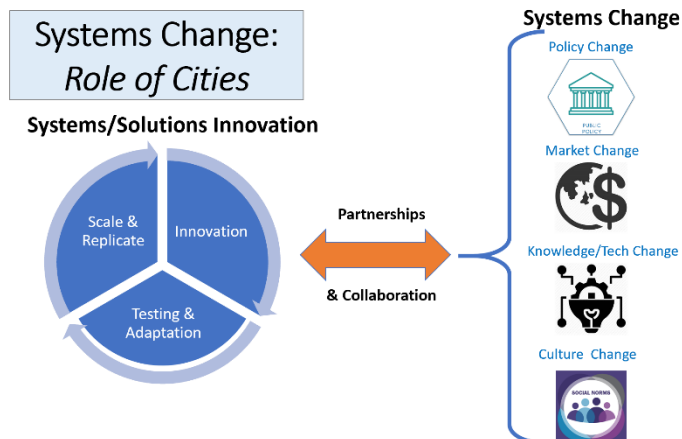 Systems Change:
Role of Cities
Systems/Solutions Innovation
Scale &
Replicate
Innovation
Testing &
Adaptation
Partnerships
& Collaboration
Systems Change
Policy Change
PUBLIC
POLICY
Market Change
$
Knowledge/Tech Change
Culture Change
SOCIAL NORMS